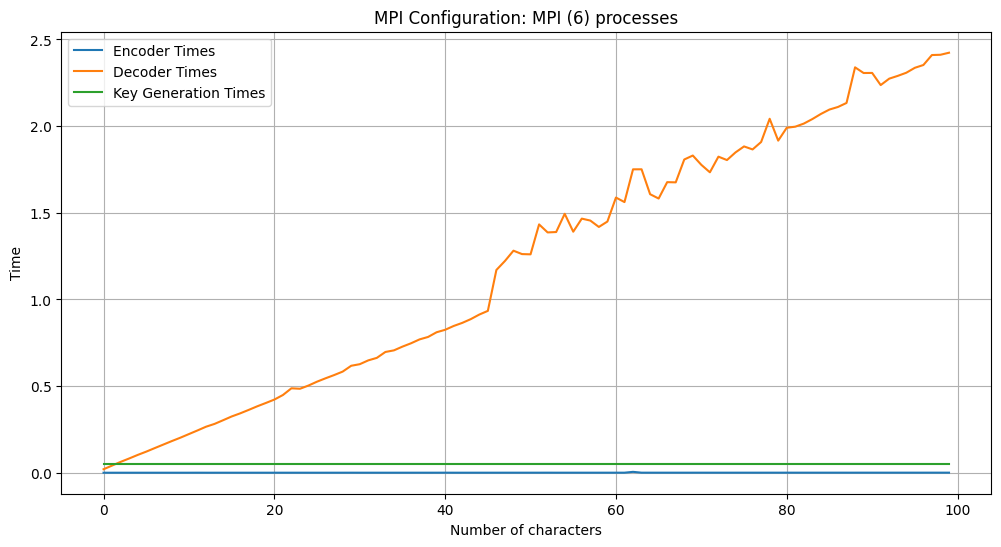 MPI Configuration: MPI (6) processes
Encoder Times
Decoder Times
Key Generation Times
2.5
2.0
1.5
1.0
0.5
0.0
Time
0 20 40 60 80 100
Number of characters